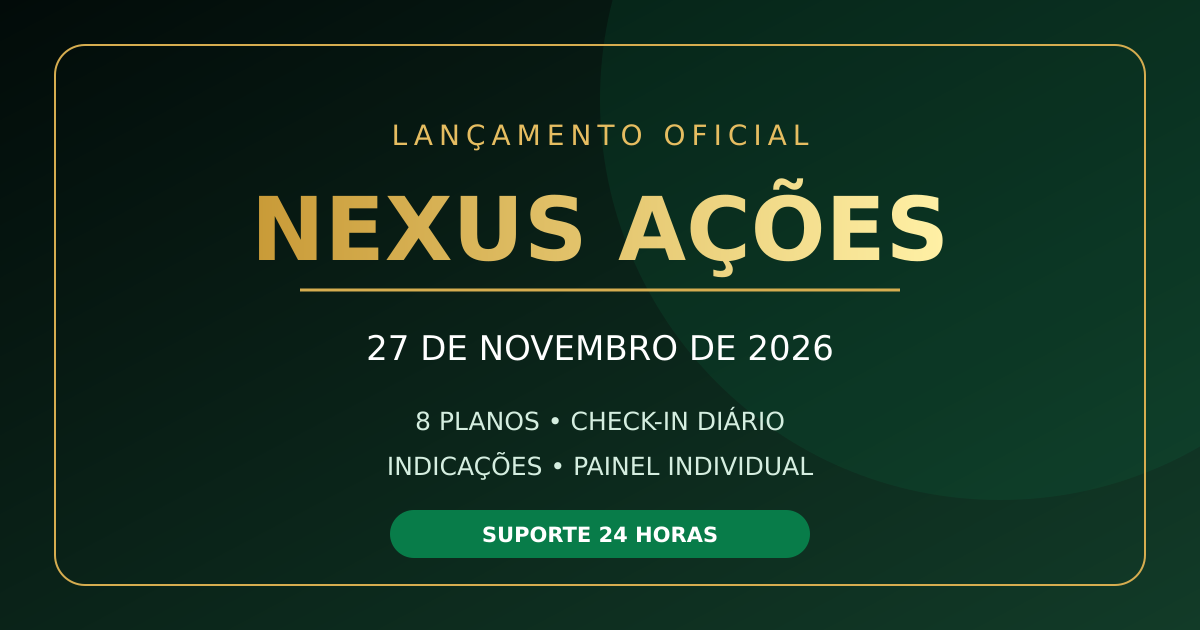 LANÇAMENTO OFICIAL
NEXUS AÇÕES
27 DE NOVEMBRO DE 2026
8 PLANOS • CHECK-IN DIÁRIO
INDICAÇÕES • PAINEL INDIVIDUAL
SUPORTE 24 HORAS